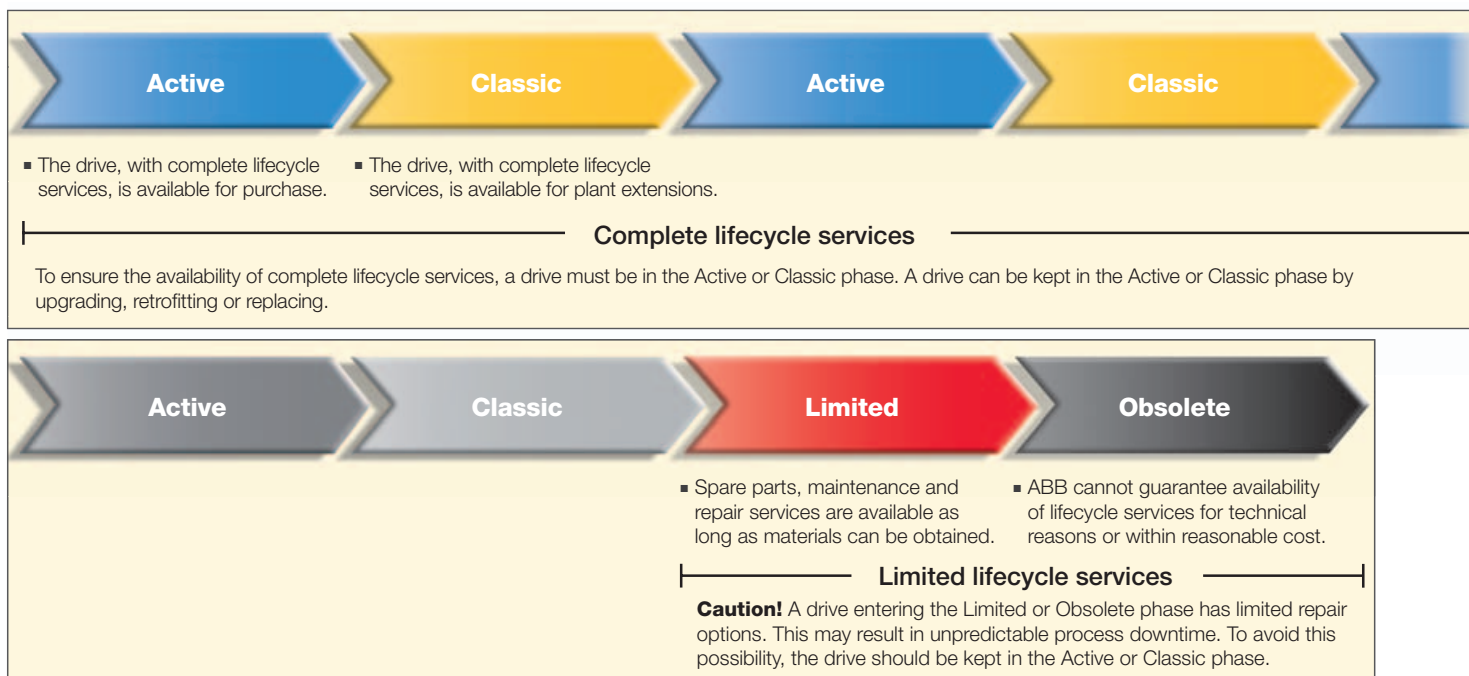 Active
Classic
Active
Classic
▪ The drive, with complete lifecycle
services, is available for purchase.
▪ The drive, with complete lifecycle
services, is available for plant extensions.
Complete lifecycle services
To ensure the availability of complete lifecycle services, a drive must be in the Active or Classic phase. A drive can be kept in the Active or Classic phase by
upgrading, retrofitting or replacing.
Active
Classic
Limited
Obsolete
▪ Spare parts, maintenance and
repair services are available as
long as materials can be obtained.
▪ ABB cannot guarantee availability
of lifecycle services for technical
reasons or within reasonable cost.
Limited lifecycle services
Caution! A drive entering the Limited or Obsolete phase has limited repair
options. This may result in unpredictable process downtime. To avoid this
possibility, the drive should be kept in the Active or Classic phase.